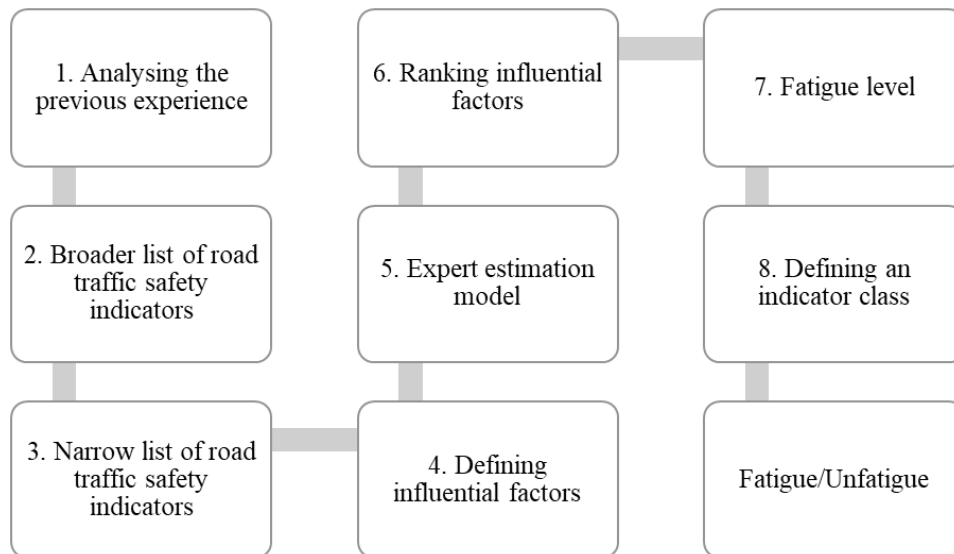 1. Analysing the
previous experience
2. Broader list of road
traffic safety
indicators
3. Narrow list of road
traffic safety
indicators
4. Defining
influential factors
5. Expert estimation
model
6. Ranking influential
factors
7. Fatigue level
8. Defining an
indicator class
Fatigue/Unfatigue